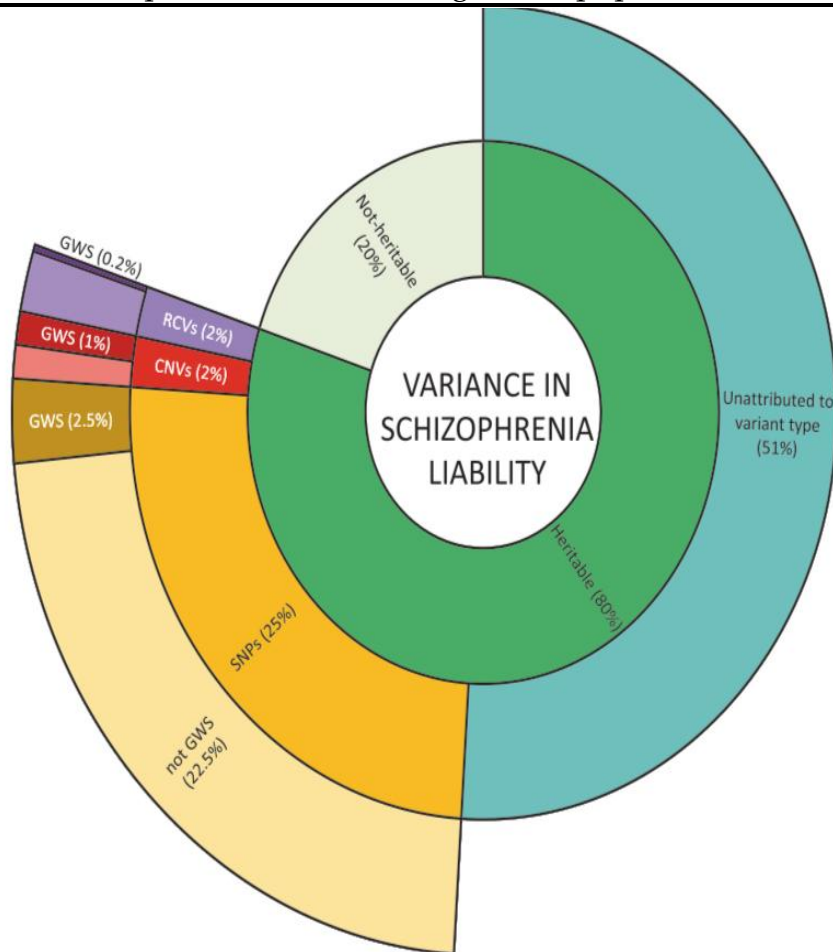 VARIANCE IN
SCHIZOPHRENIA
LIABILITY
Not-heritable
(20%)
Heritable (80%)
Unattributed to
variant type
(51%)
GWS (0.2%)
RCVs (2%)
GWS (1%)
CNVs (2%)
GWS (2.5%)
SNPs (25%)
not GWS
(22.5%)